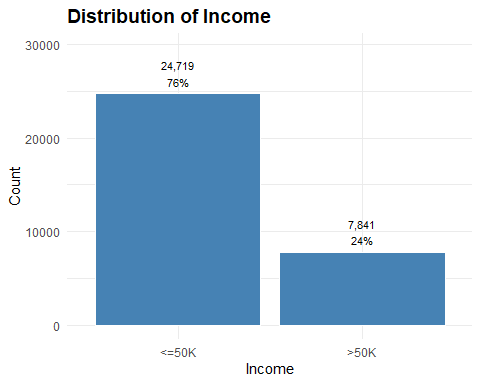 Distribution of Income
30000
24,719
76%
20000
Count
10000
7,841
24%
0
<=50K
>50K
Income